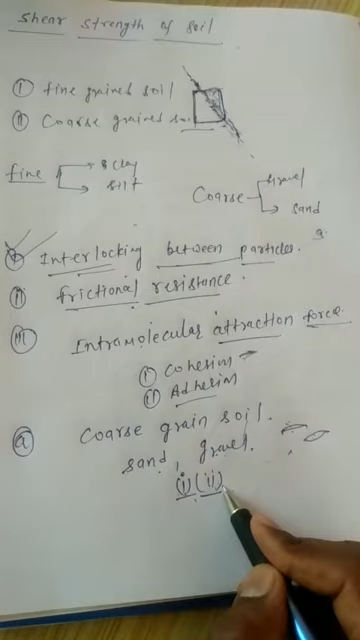 Shear strength of soil
(i) fine grained soil
(ii) Coarse grained soil
fine → clay
→ silt
Coarse — gravel
→ sand
(i) Interlocking between particles.
(ii) frictional resistance.
(iii) Intramolecular attraction force
(i) Cohesion
(ii) Adhesion
(a) Coarse grain soil.
sand, gravel.
(i) (ii)